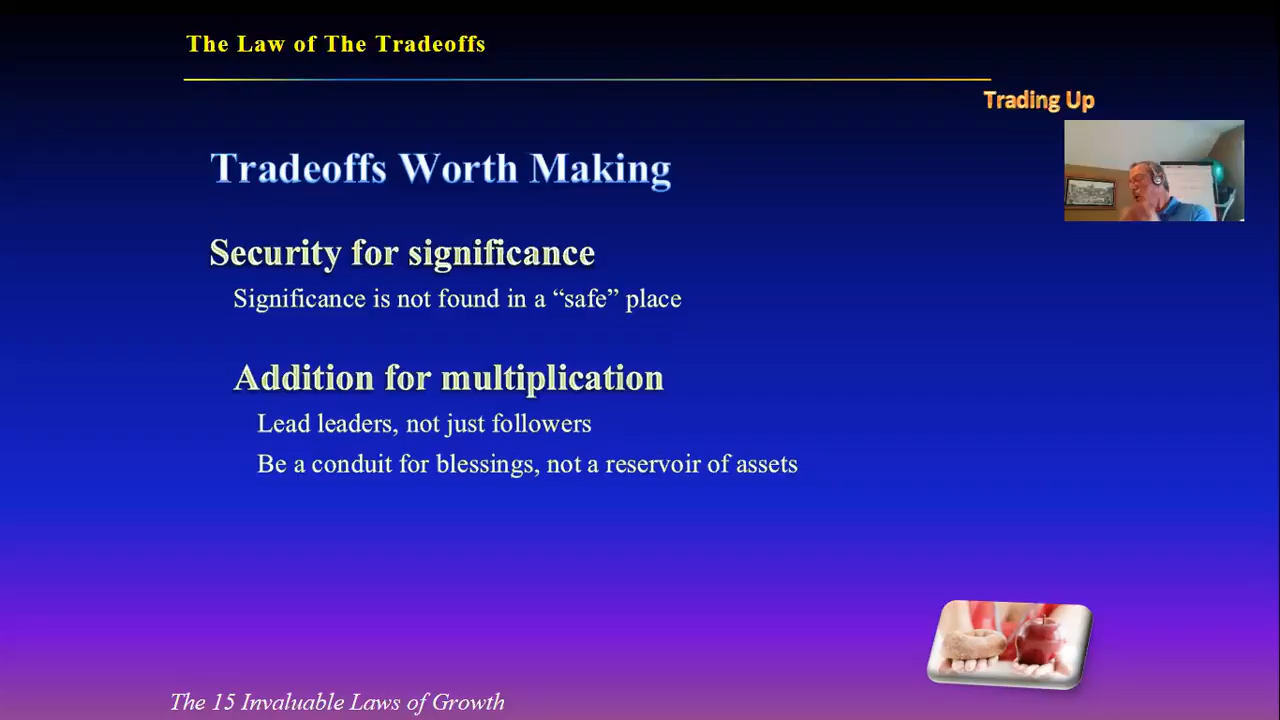 The Law of The Tradeoffs
Trading Up
Tradeoffs Worth Making
Security for significance
Significance is not found in a “safe” place
Addition for multiplication
Lead leaders, not just followers
Be a conduit for blessings, not a reservoir of assets
The 15 Invaluable Laws of Growth